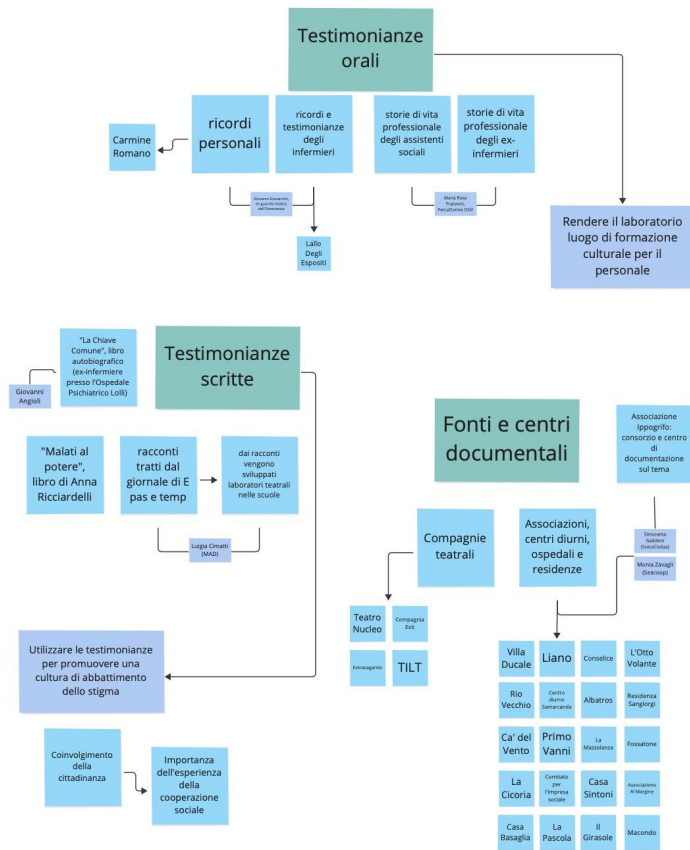 Testimonianze
orali
Carmine
Romano
ricordi
personali
ricordi e
testimonianze
degli
infermieri
storie di vita
professionale
degli assistenti
sociali
storie di vita
professionale
degli ex-
infermieri
Maria Rosa
Franzoni,
Lallo
Degli
Espositi
Rendere il laboratorio
luogo di formazione
culturale per il
personale
"La Chiave
Comune", libro
autobiografico
(ex-infermiere
presso l'Ospedale
Psichiatrico Lolli)
Giovanni
Angioli
Testimonianze
scritte
"Malati al
potere",
libro di Anna
Ricciardelli
racconti
tratti dal
giornale di E
pas e temp
dai racconti
vengono
sviluppati
laboratori teatrali
nelle scuole
Luigia Cimatti
(MAD)
Fonti e centri
documentali
Associazione
Ippogrifo:
consorzio e centro
di
documentazione
sul tema
Simonetta
Gaddoni
(SolcoCivitas)
Monia Zavagli
(Seacoop)
Compagnie
teatrali
Associazioni,
centri diurni,
ospedali e
residenze
Teatro
Nucleo
Compagnia
Exit
Extravagantis
TILT
Utilizzare le testimonianze
per promuovere una
cultura di abbattimento
dello stigma
Coinvolgimento
della
cittadinanza
Importanza
dell'esperienza
della
cooperazione
sociale
Villa
Ducale
Liano
Conselice
L'Otto
Volante
Rio
Vecchio
Centro
diurno
Samarcanda
Albatros
Residenza
Sangiorgi
Ca' del
Vento
Primo
Vanni
La
Mazzolanza
Fossatone
La
Cicoria
Comitato
per
l'impresa
sociale
Casa
Sintoni
Associazione
Al Margine
Casa
Basaglia
La
Pascola
Il
Girasole
Macondo